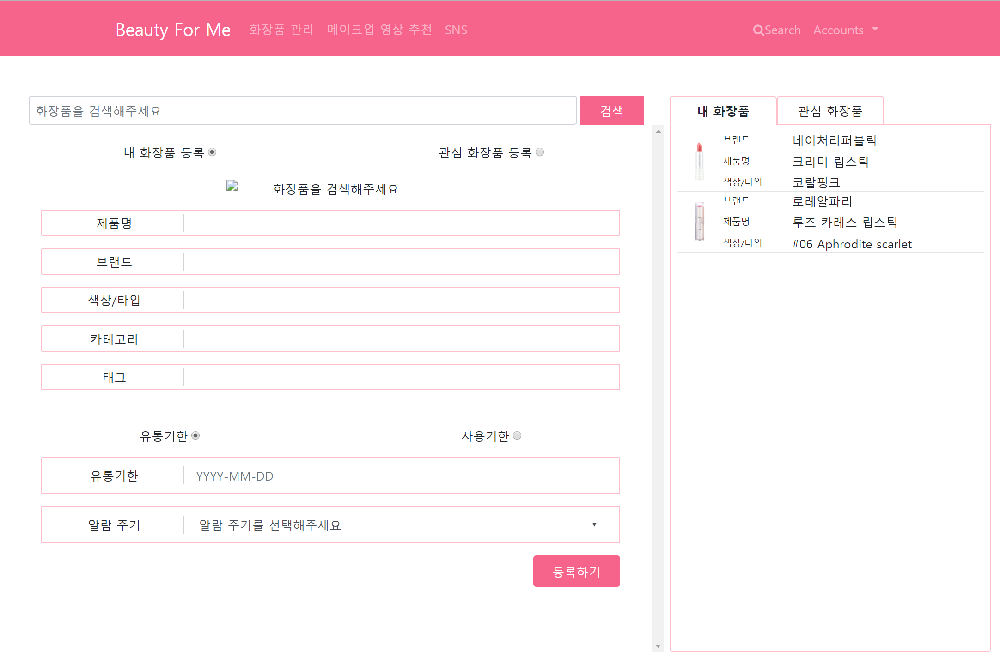 Beauty For Me 화장품 관리 메이크업 영상 추천 SNS Search Accounts
화장품을 검색해주세요 검색
내 화장품 등록 관심 화장품 등록
화장품을 검색해주세요
제품명
브랜드
색상/타입
카테고리
태그
유통기한 사용기한
유통기한 YYYY-MM-DD
알람 주기 알람 주기를 선택해주세요
등록하기
내 화장품 관심 화장품
브랜드 네이처리퍼블릭
제품명 크리미 립스틱
색상/타입 코랄핑크
브랜드 로레알파리
제품명 루즈 카레스 립스틱
색상/타입 #06 Aphrodite scarlet